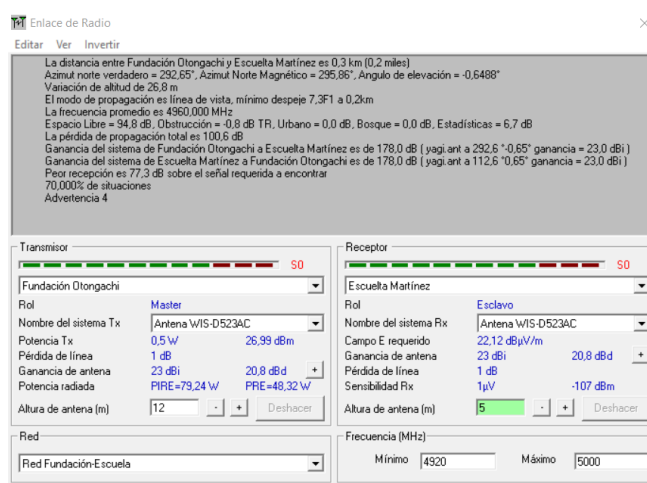 Enlace de Radio
Editar Ver Invertir
La distancia entre Fundación Otongachi y Escuelta Martínez es 0,3 km (0,2 miles)
Azimut norte verdadero = 292,65°, Azimut Norte Magnético = 295,86°, Angulo de elevación = -0,6488°
Variación de altitud de 26,8 m
El modo de propagación es línea de vista, mínimo despeje 7,3F1 a 0,2km
La frecuencia promedio es 4960,000 MHz
Espacio Libre = 94,8 dB, Obstrucción = -0,8 dB TR, Urbano = 0,0 dB, Bosque = 0,0 dB, Estadísticas = 6,7 dB
La pérdida de propagación total es 100,6 dB
Ganancia del sistema de Fundación Otongachi a Escuelta Martínez es de 178,0 dB ( yagi.ant a 292,6 °-0,65° ganancia = 23,0 dBi )
Ganancia del sistema de Escuelta Martínez a Fundación Otongachi es de 178,0 dB ( yagi.ant a 112,6 °0,65° ganancia = 23,0 dBi )
Peor recepción es 77,3 dB sobre el señal requerida a encontrar
70,000% de situaciones
Advertencia 4
Transmisor
S0
Fundación Otongachi
Rol Master
Nombre del sistema Tx Antena WIS-D523AC
Potencia Tx 0,5 W 26,99 dBm
Pérdida de línea 1 dB
Ganancia de antena 23 dBi 20,8 dBd +
Potencia radiada PIRE=79,24 W PRE=48,32 W
Altura de antena (m) 12 - + Deshacer
Red
Red Fundación-Escuela
Receptor
S0
Escuelta Martínez
Rol Esclavo
Nombre del sistema Rx Antena WIS-D523AC
Campo E requerido 22,12 dBµV/m
Ganancia de antena 23 dBi 20,8 dBd +
Pérdida de línea 1 dB
Sensibilidad Rx 1µV -107 dBm
Altura de antena (m) 5 - + Deshacer
Frecuencia (MHz)
Mínimo 4920 Máximo 5000